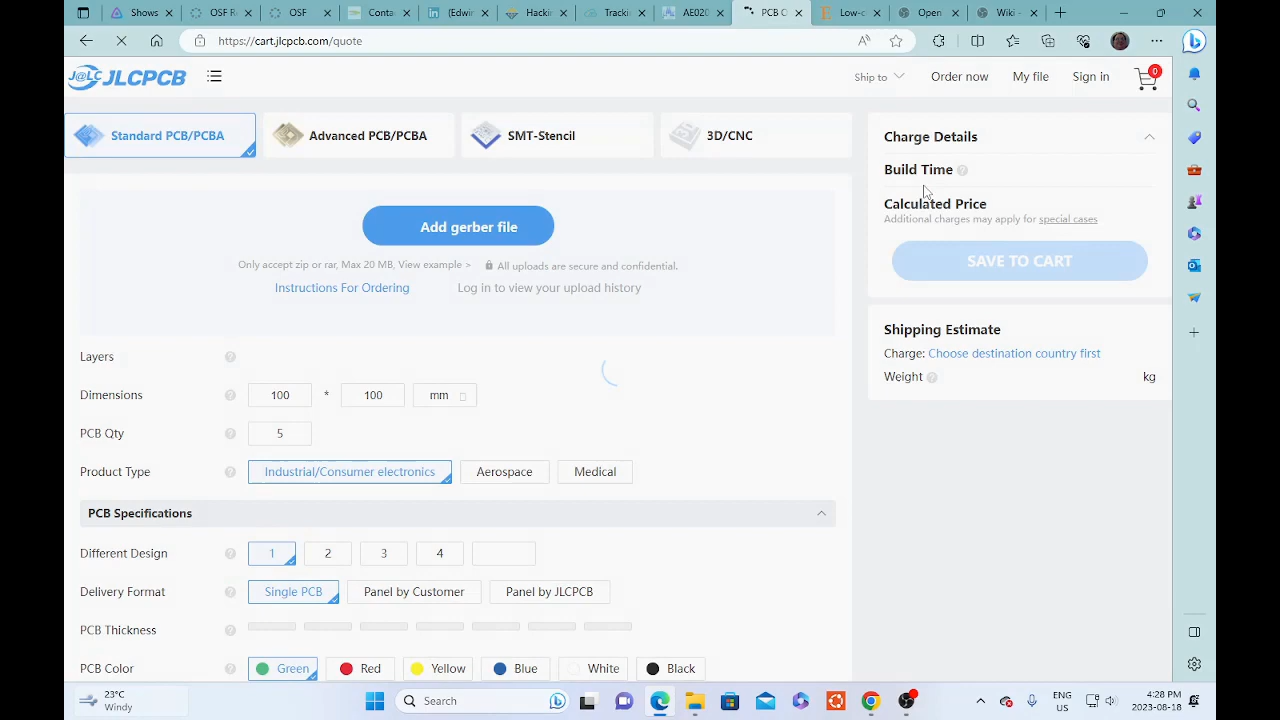 Shows
OSF R
OSF
Conta
(Edwir
Hackin
Trackin
AE020
PCB C
Low-c
Open
Wiki -
https://cart.jlcpcb.com/quote
J@LC JLCPCB
Ship to
Order now
My file
Sign in
0
Standard PCB/PCBA
Advanced PCB/PCBA
SMT-Stencil
3D/CNC
Charge Details
Build Time ?
Calculated Price
Additional charges may apply for special cases
SAVE TO CART
Add gerber file
Only accept zip or rar, Max 20 MB, View example >
All uploads are secure and confidential.
Instructions For Ordering
Log in to view your upload history
Shipping Estimate
Charge: Choose destination country first
Weight ? kg
Layers ?
Dimensions ? 100 * 100 mm
PCB Qty ? 5
Product Type ? Industrial/Consumer electronics Aerospace Medical
PCB Specifications
Different Design ? 1 2 3 4
Delivery Format ? Single PCB Panel by Customer Panel by JLCPCB
PCB Thickness ?
PCB Color ? Green Red Yellow Blue White Black
23°C
Windy
Search
ENG
US
4:28 PM
2023-08-18